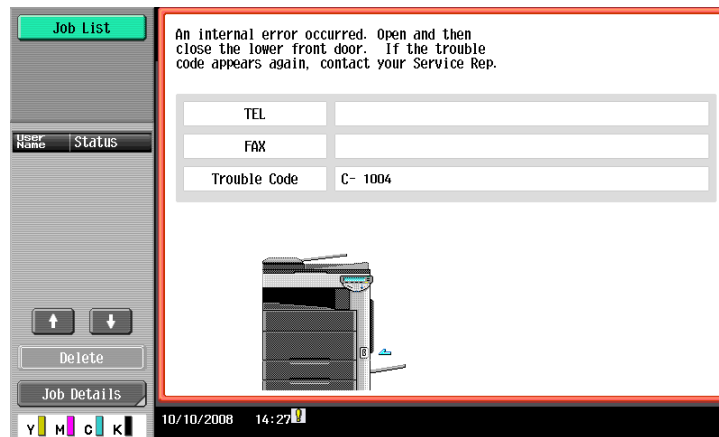 Job List
An internal error occurred. Open and then
close the lower front door. If the trouble
code appears again, contact your Service Rep.
TEL
FAX
Trouble Code C- 1004
User Name Status
Delete
Job Details
Y M C K
10/10/2008 14:27